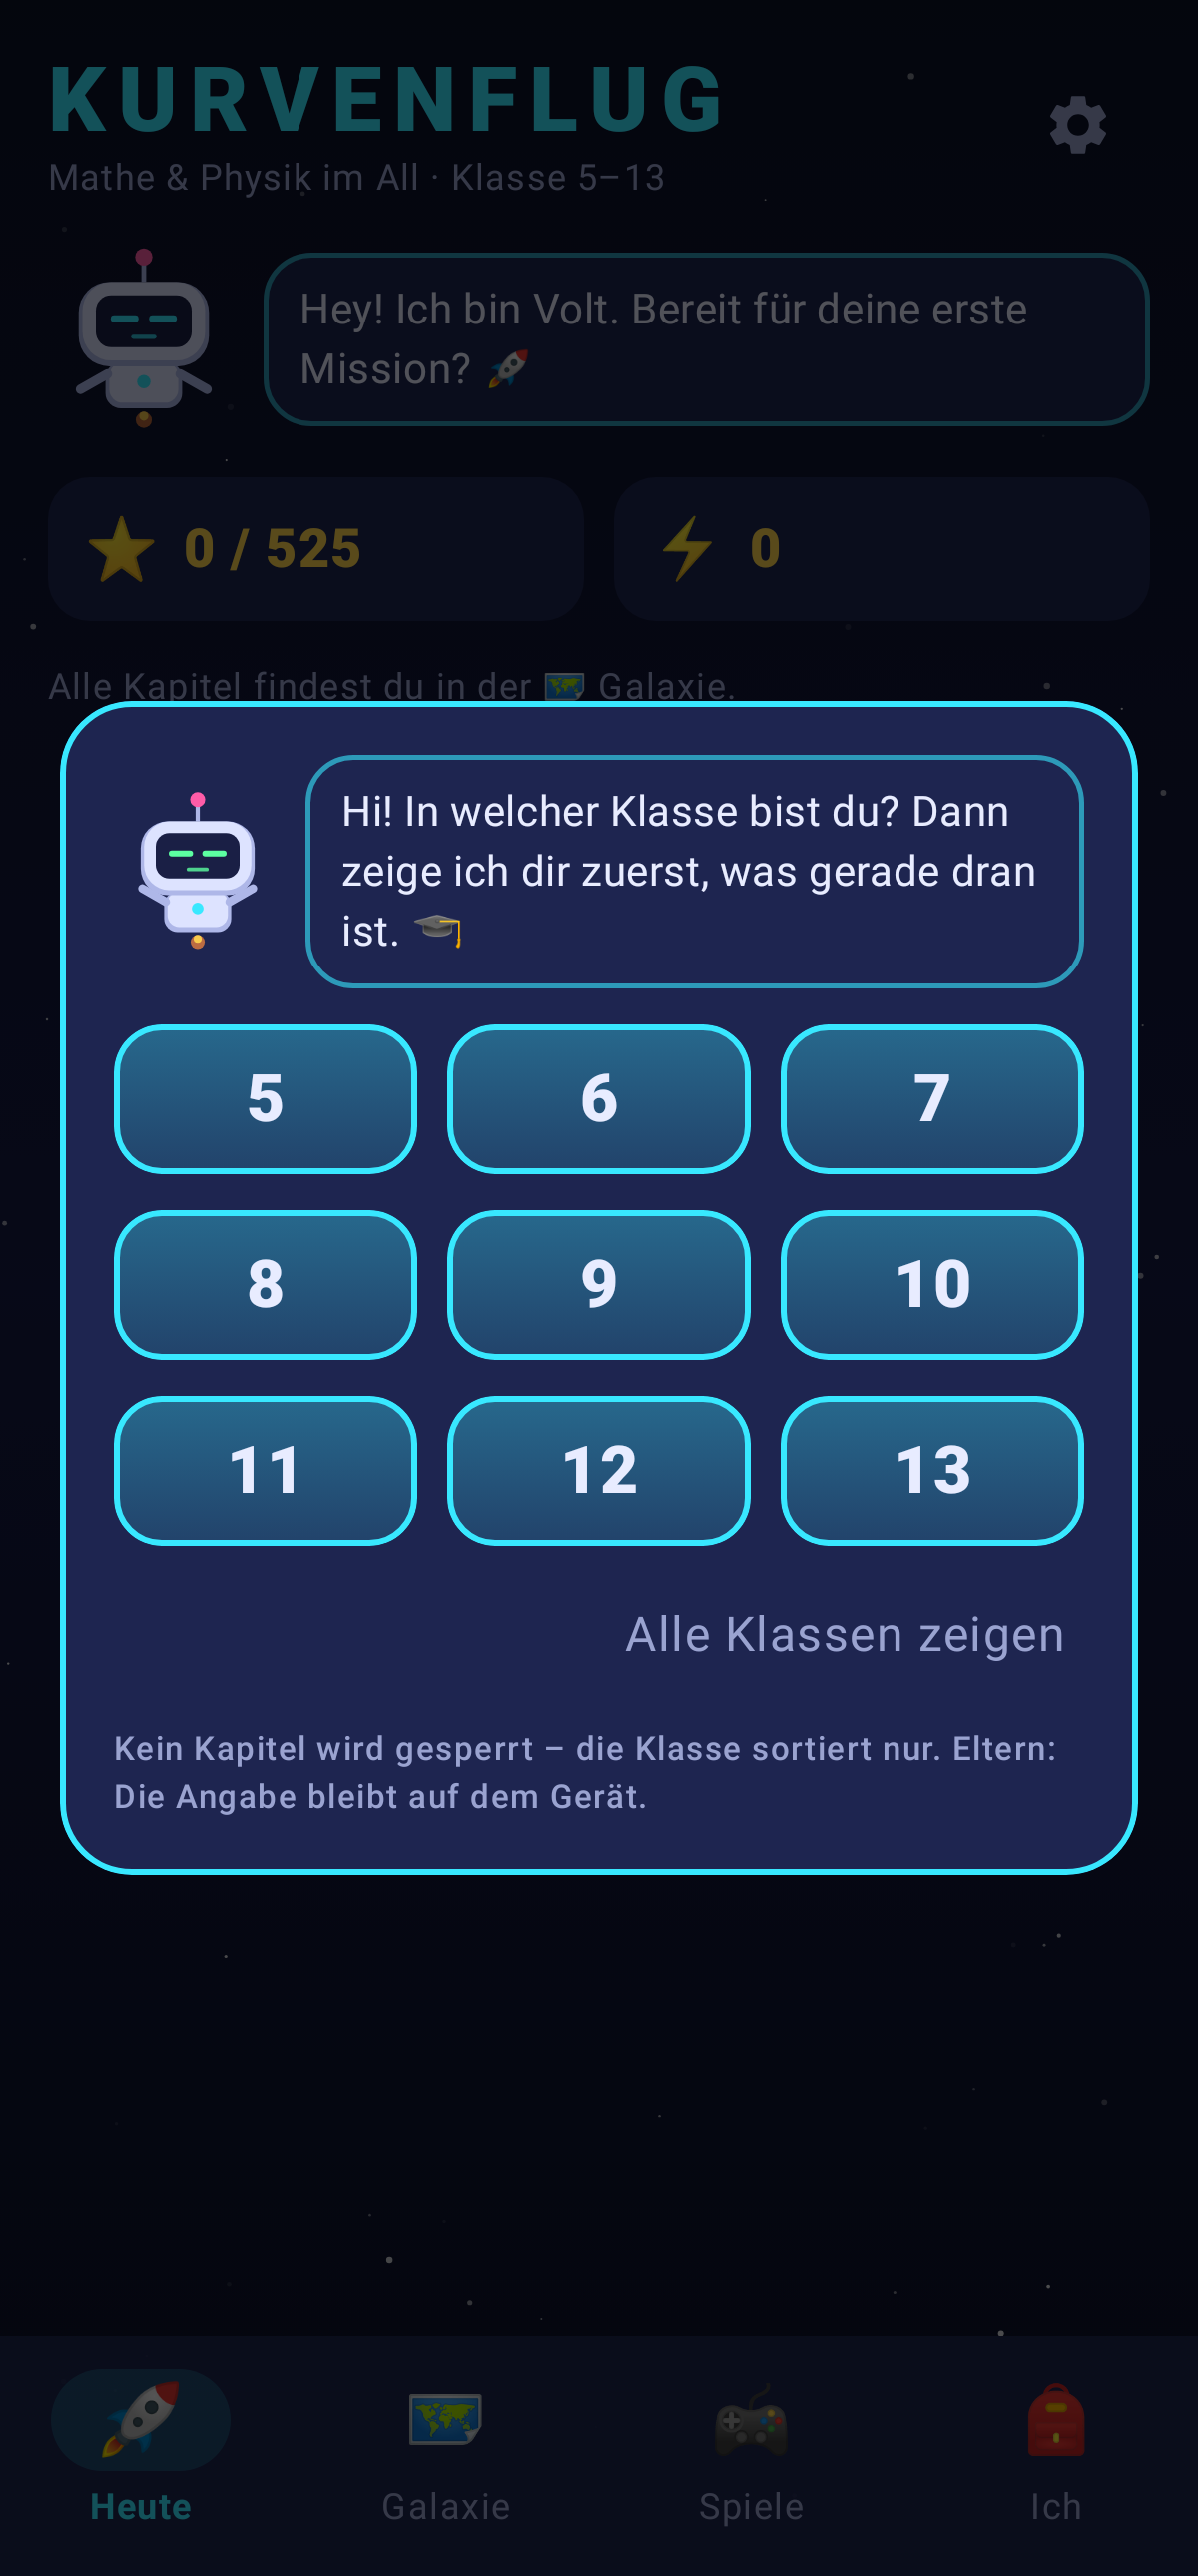 KURVENFLUG
Mathe & Physik im All · Klasse 5–13
Hey! Ich bin Volt. Bereit für deine erste
Mission? 🚀
0 / 525
0
Alle Kapitel findest du in der 🗺️ Galaxie.
Hi! In welcher Klasse bist du? Dann
zeige ich dir zuerst, was gerade dran
ist. 🎓
5
6
7
8
9
10
11
12
13
Alle Klassen zeigen
Kein Kapitel wird gesperrt – die Klasse sortiert nur. Eltern:
Die Angabe bleibt auf dem Gerät.
Heute
Galaxie
Spiele
Ich